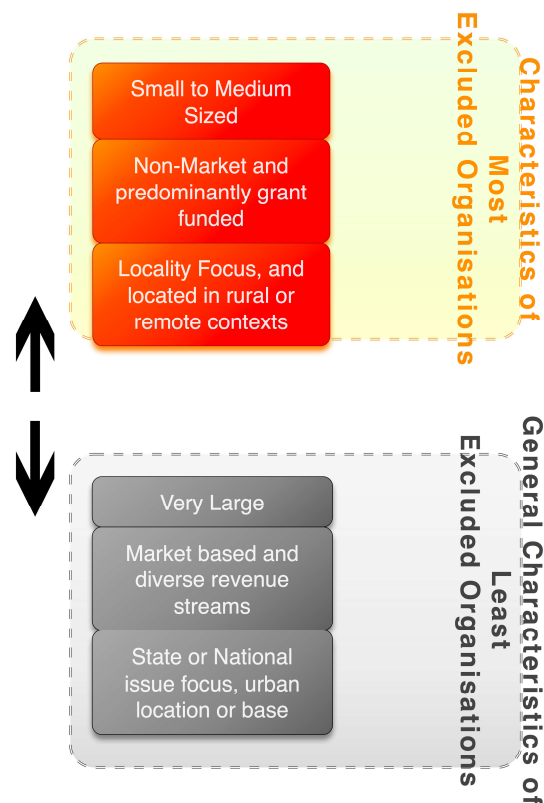 Small to Medium
Sized
Non-Market and
predominantly grant
funded
Locality Focus, and
located in rural or
remote contexts
Characteristics of
Most
Excluded Organisations
Very Large
Market based and
diverse revenue
streams
State or National
issue focus, urban
location or base
General Characteristics of
Least
Excluded Organisations